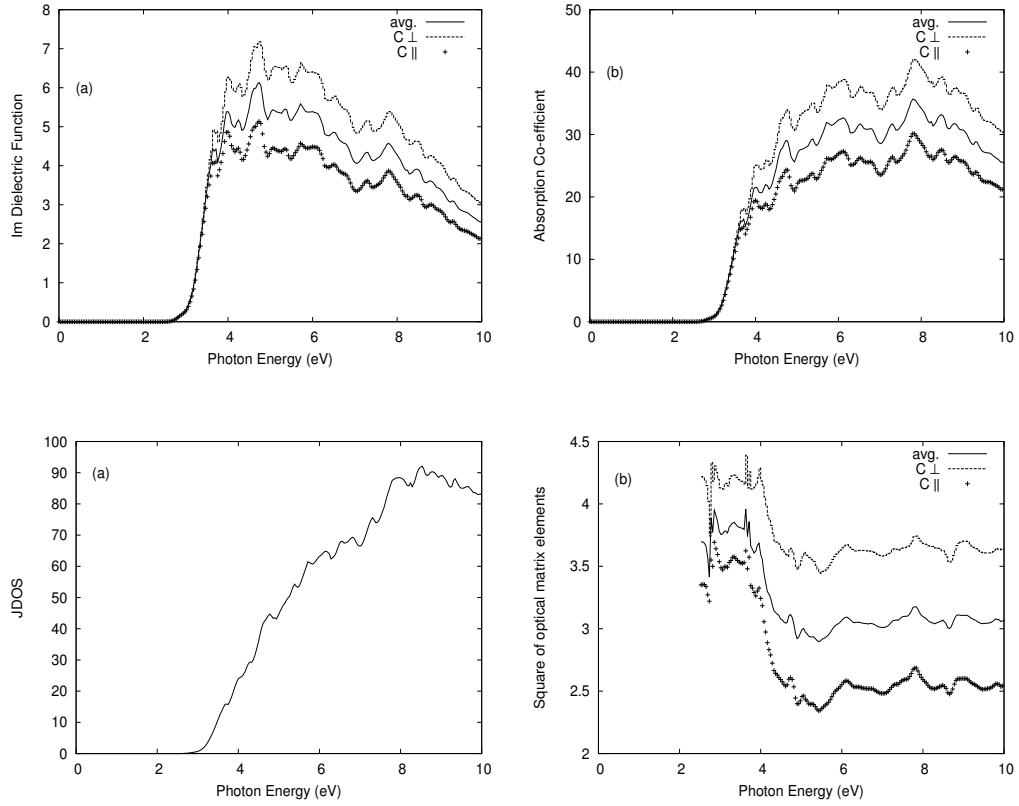 Im Dielectric Function
8
7
6
5
4
3
2
1
0
(a)
avg.
C ⊥
C ∥
0 2 4 6 8 10
Photon Energy (eV)
Absorption Co-efficient
50
40
30
20
10
0
(b)
avg.
C ⊥
C ∥
0 2 4 6 8 10
Photon Energy (eV)
JDOS
100
90
80
70
60
50
40
30
20
10
0
(a)
0 2 4 6 8 10
Photon Energy (eV)
Square of optical matrix elements
4.5
4
3.5
3
2.5
2
(b)
avg.
C ⊥
C ∥
0 2 4 6 8 10
Photon Energy (eV)